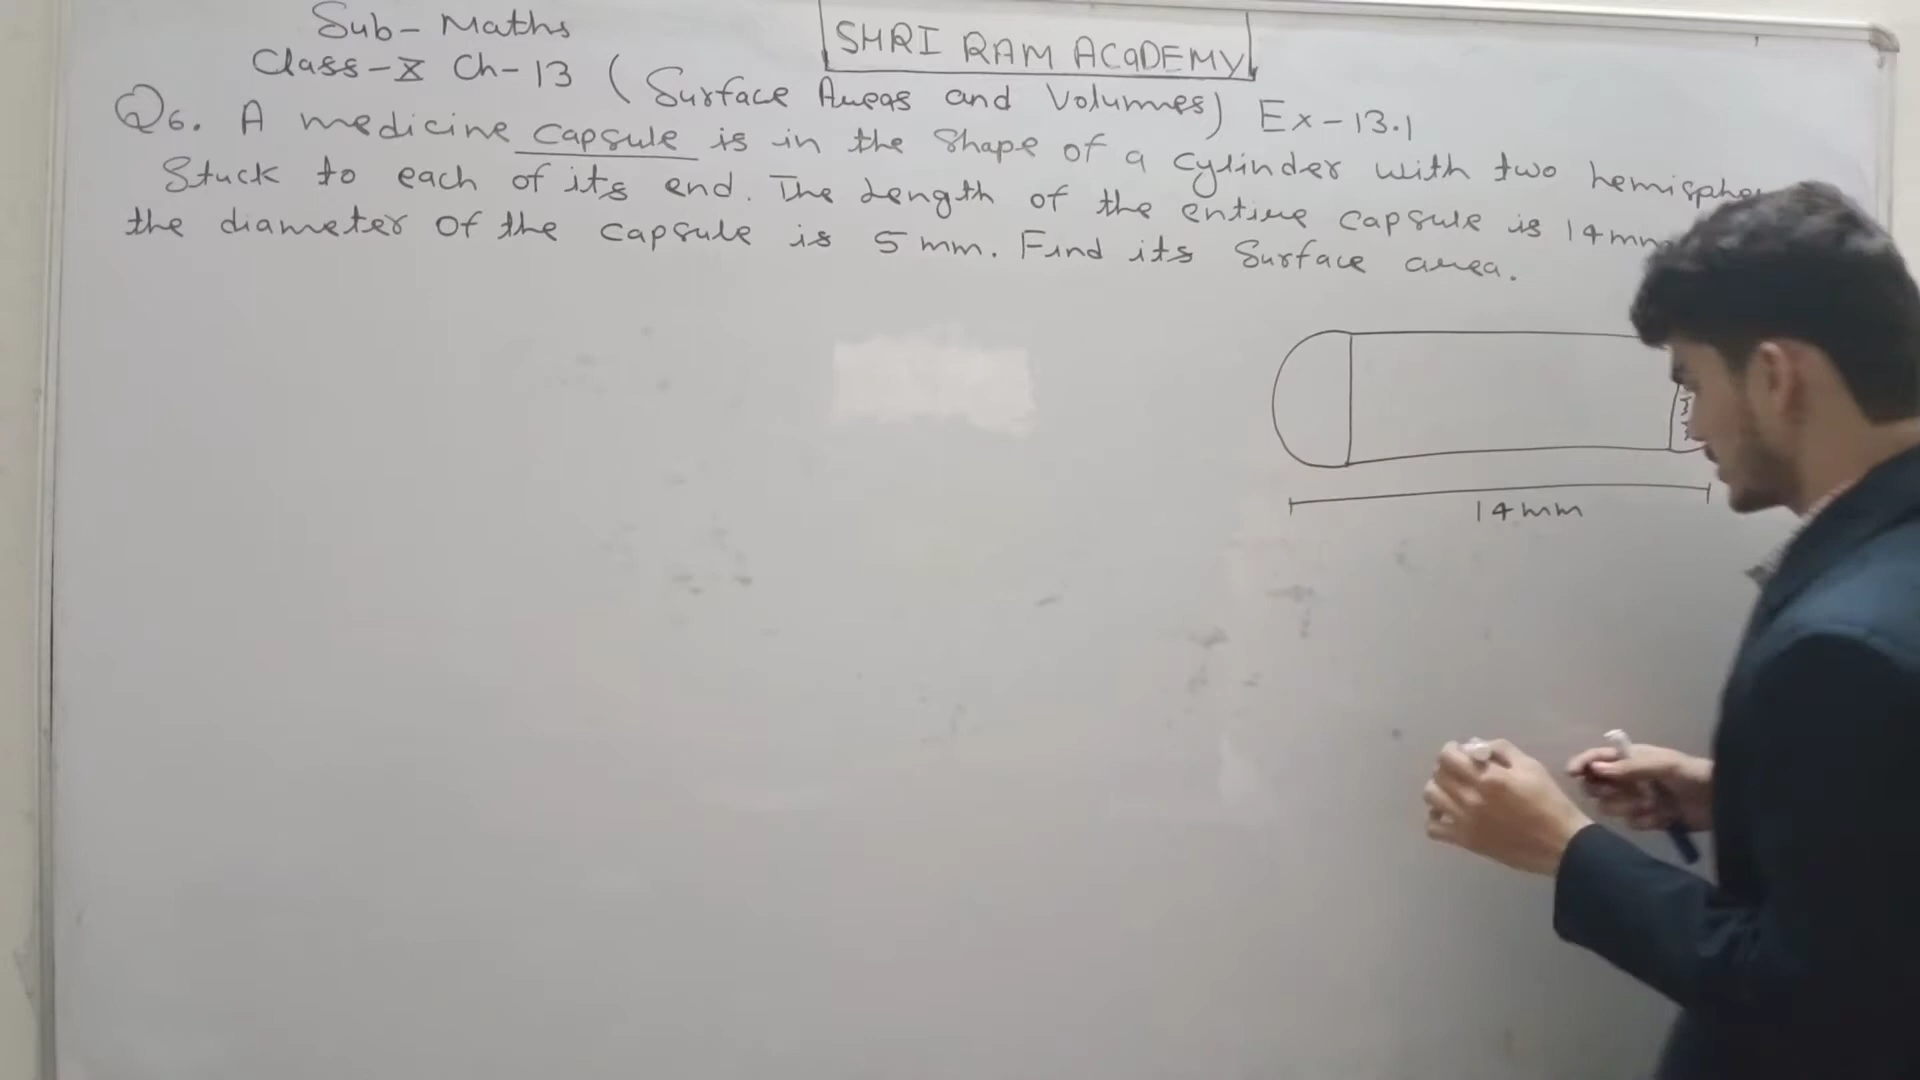 Sub- Maths
SHRI RAM ACADEMY
Class-X Ch-13 (Surface Areas and Volumes) Ex-13.1
Q6. A medicine capsule is in the shape of a cylinder with two
Stuck to each of its end. The Length of the entire capsule is 14mm
the diameter of the capsule is 5mm. Find its Surface area.
14mm